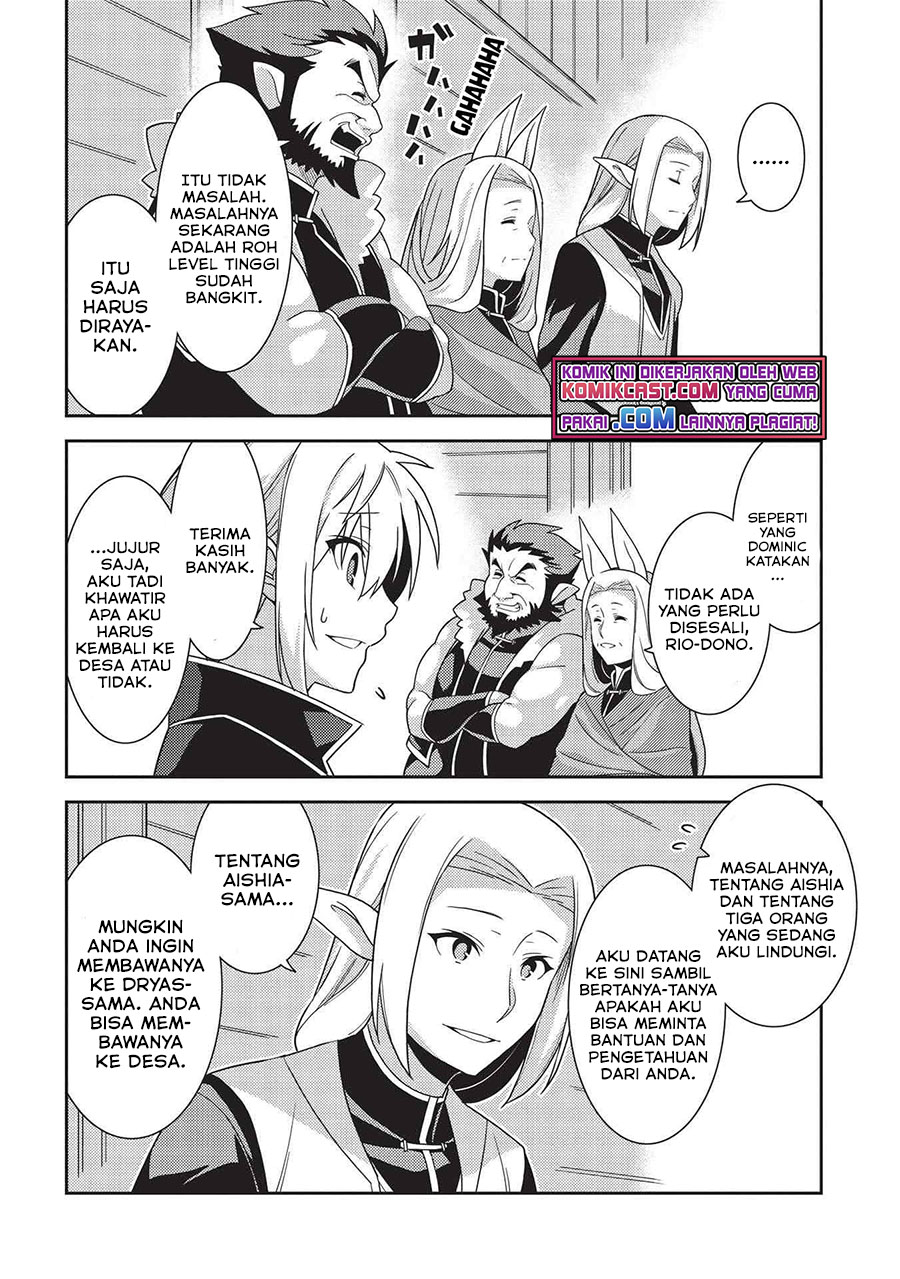 ......
ガハハハ
GAHAHAHA
ITU TIDAK
MASALAH.
MASALAHNYA
SEKARANG
ADALAH ROH
LEVEL TINGGI
SUDAH
BANGKIT.
ITU
SAJA
HARUS
DIRAYA-
KAN.
KOMIK INI DIKERJAKAN OLEH WEB
KOMIKCAST.COM YANG CUMA
PAKAI .COM LAINNYA PLAGIAT!
SEPERTI
YANG
DOMINIC
KATAKAN
...
TIDAK ADA
YANG PERLU
DISESALI,
RIO-DONO.
TERIMA
KASIH
BANYAK.
...JUJUR
SAJA,
AKU TADI
KHAWATIR
APA AKU
HARUS
KEMBALI KE
DESA ATAU
TIDAK.
MASALAHNYA,
TENTANG AISHIA
DAN TENTANG
TIGA ORANG
YANG SEDANG
AKU LINDUNGI.
AKU DATANG
KE SINI SAMBIL
BERTANYA-TANYA
APAKAH AKU
BISA MEMINTA
BANTUAN DAN
PENGETAHUAN
DARI ANDA.
TENTANG
AISHIA-
SAMA...
MUNGKIN
ANDA INGIN
MEMBAWANYA
KE DRYAS-
SAMA. ANDA
BISA MEM-
BAWANYA
KE DESA.